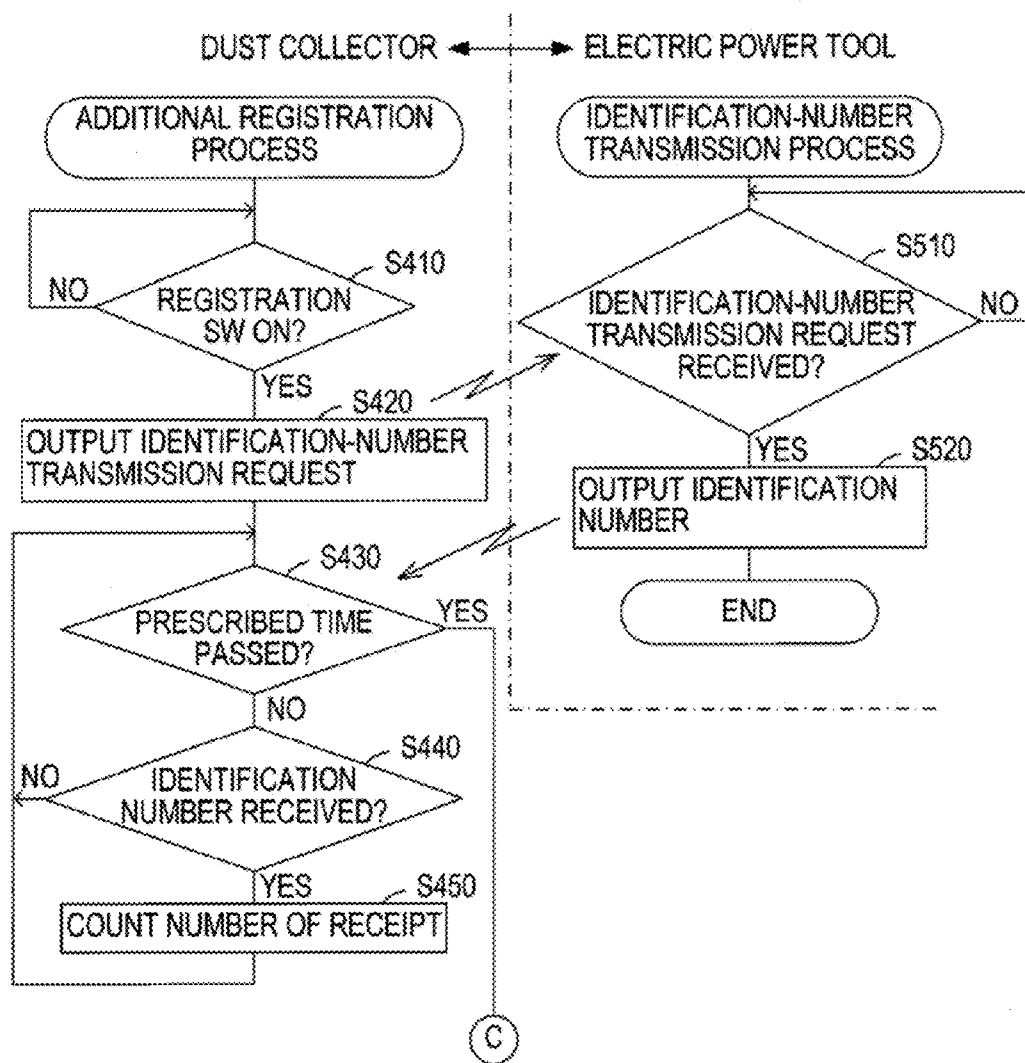 DUST COLLECTOR
ELECTRIC POWER TOOL
ADDITIONAL REGISTRATION
PROCESS
S410
NO
REGISTRATION
SW ON?
YES
S420
OUTPUT IDENTIFICATION-NUMBER
TRANSMISSION REQUEST
S430
PRESCRIBED TIME
PASSED?
YES
NO
S440
NO
IDENTIFICATION
NUMBER RECEIVED?
YES
S450
COUNT NUMBER OF RECEIPT
C
IDENTIFICATION-NUMBER
TRANSMISSION PROCESS
S510
IDENTIFICATION-NUMBER
TRANSMISSION REQUEST
RECEIVED?
NO
YES
S520
OUTPUT IDENTIFICATION
NUMBER
END